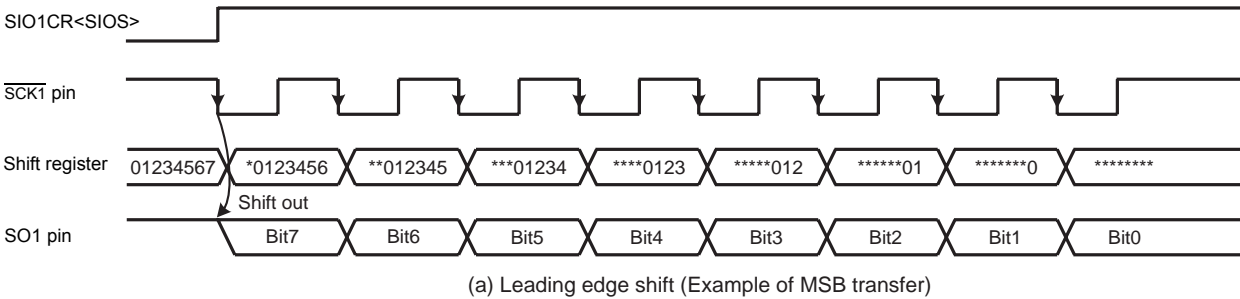 SIO1CR<SIOS>
SCK1 pin
Shift register 01234567 *0123456 **012345 ***01234 ****0123 *****012 ******01 *******0 ********
Shift out
SO1 pin Bit7 Bit6 Bit5 Bit4 Bit3 Bit2 Bit1 Bit0
(a) Leading edge shift (Example of MSB transfer)